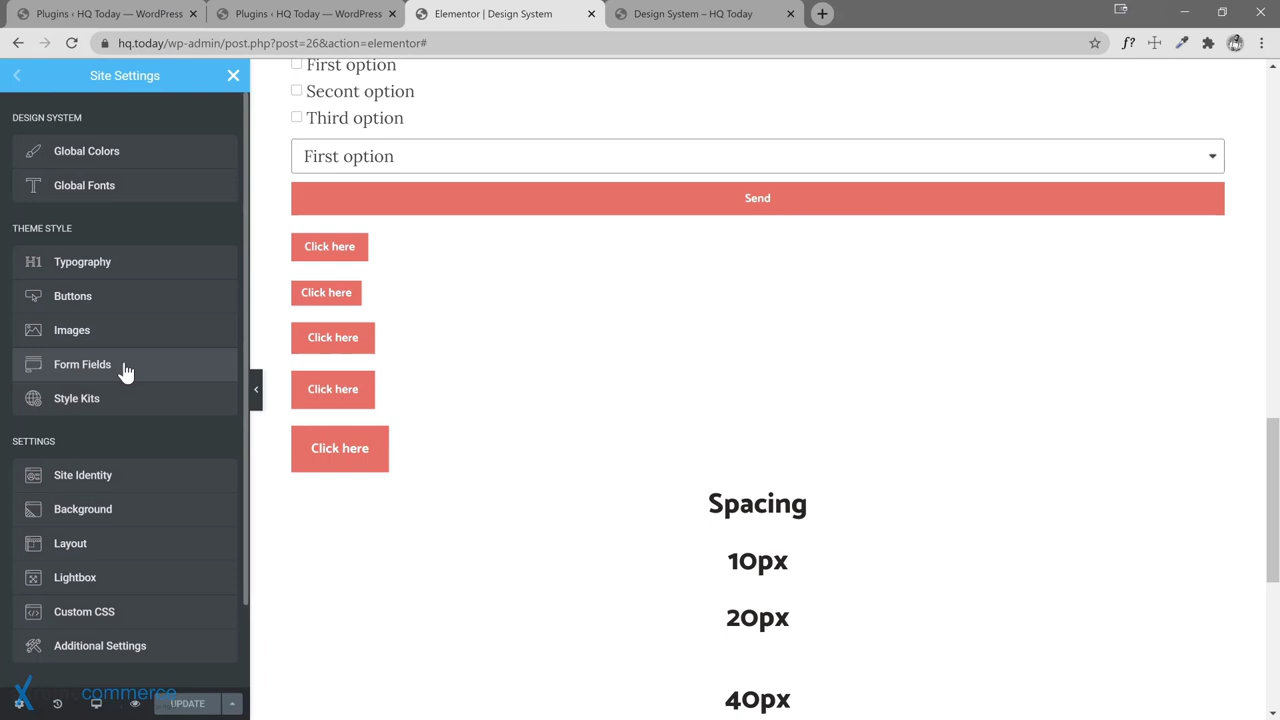 Plugins ‹ HQ Today — WordPress
Plugins ‹ HQ Today — WordPress
Elementor | Design System
Design System – HQ Today
hq.today/wp-admin/post.php?post=26&action=elementor#
f?
Site Settings
DESIGN SYSTEM
Global Colors
Global Fonts
THEME STYLE
H1 Typography
Buttons
Images
Form Fields
Style Kits
SETTINGS
Site Identity
Background
Layout
Lightbox
Custom CSS
Additional Settings
commerce
UPDATE
First option
Second option
Third option
First option
Send
Click here
Click here
Click here
Click here
Click here
Spacing
10px
20px
40px